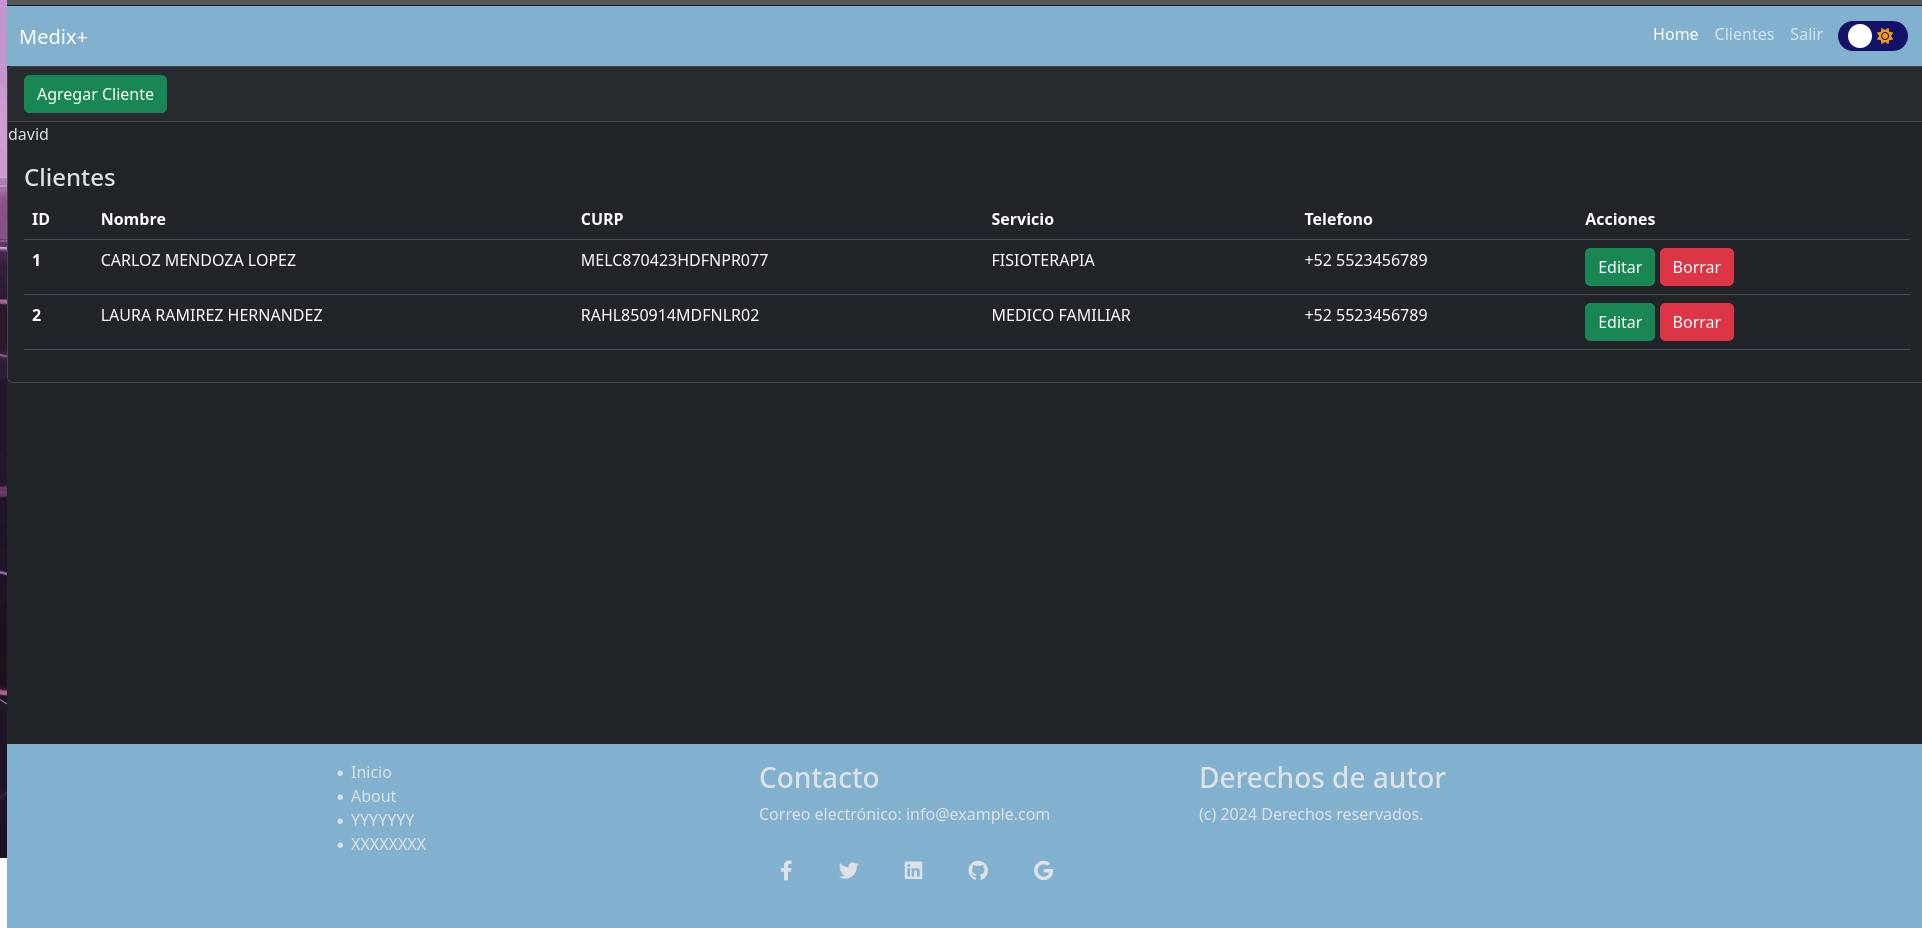 Medix+
Home Clientes Salir
Agregar Cliente
david
Clientes
ID Nombre CURP Servicio Telefono Acciones
1 CARLOZ MENDOZA LOPEZ MELC870423HDFNPR077 FISIOTERAPIA +52 5523456789 Editar Borrar
2 LAURA RAMIREZ HERNANDEZ RAHL850914MDFNLR02 MEDICO FAMILIAR +52 5523456789 Editar Borrar
Inicio
About
YYYYYYY
XXXXXXXX
Contacto
Correo electrónico: info@example.com
Derechos de autor
(c) 2024 Derechos reservados.